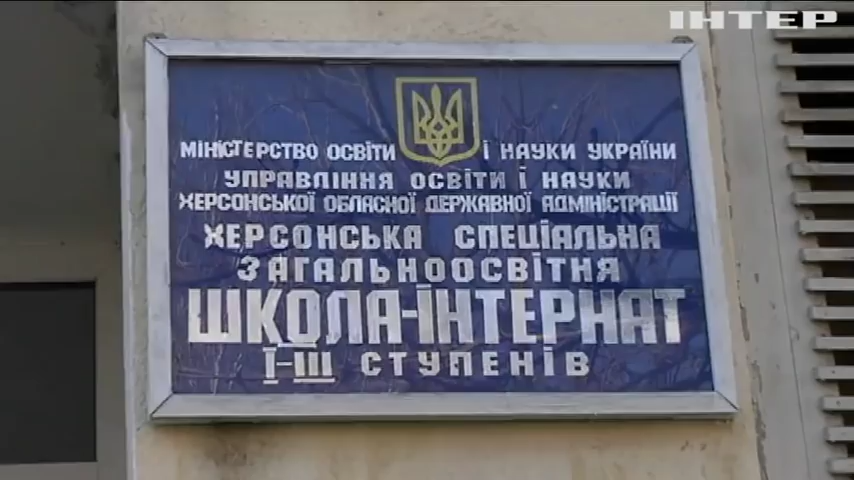 ІНТЕР
МІНІСТЕРСТВО ОСВІТИ І НАУКИ УКРАЇНИ
УПРАВЛІННЯ ОСВІТИ І НАУКИ
ХЕРСОНСЬКОЇ ОБЛАСНОЇ ДЕРЖАВНОЇ АДМІНІСТРАЦІЇ
ХЕРСОНСЬКА СПЕЦІАЛЬНА
ЗАГАЛЬНООСВІТНЯ
ШКОЛА-ІНТЕРНАТ
І-ІІІ СТУПЕНІВ